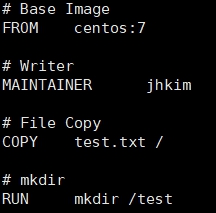 # Base Image
FROM    centos:7

# Writer
MAINTAINER      jhkim

# File Copy
COPY    test.txt /

# mkdir
RUN     mkdir /test